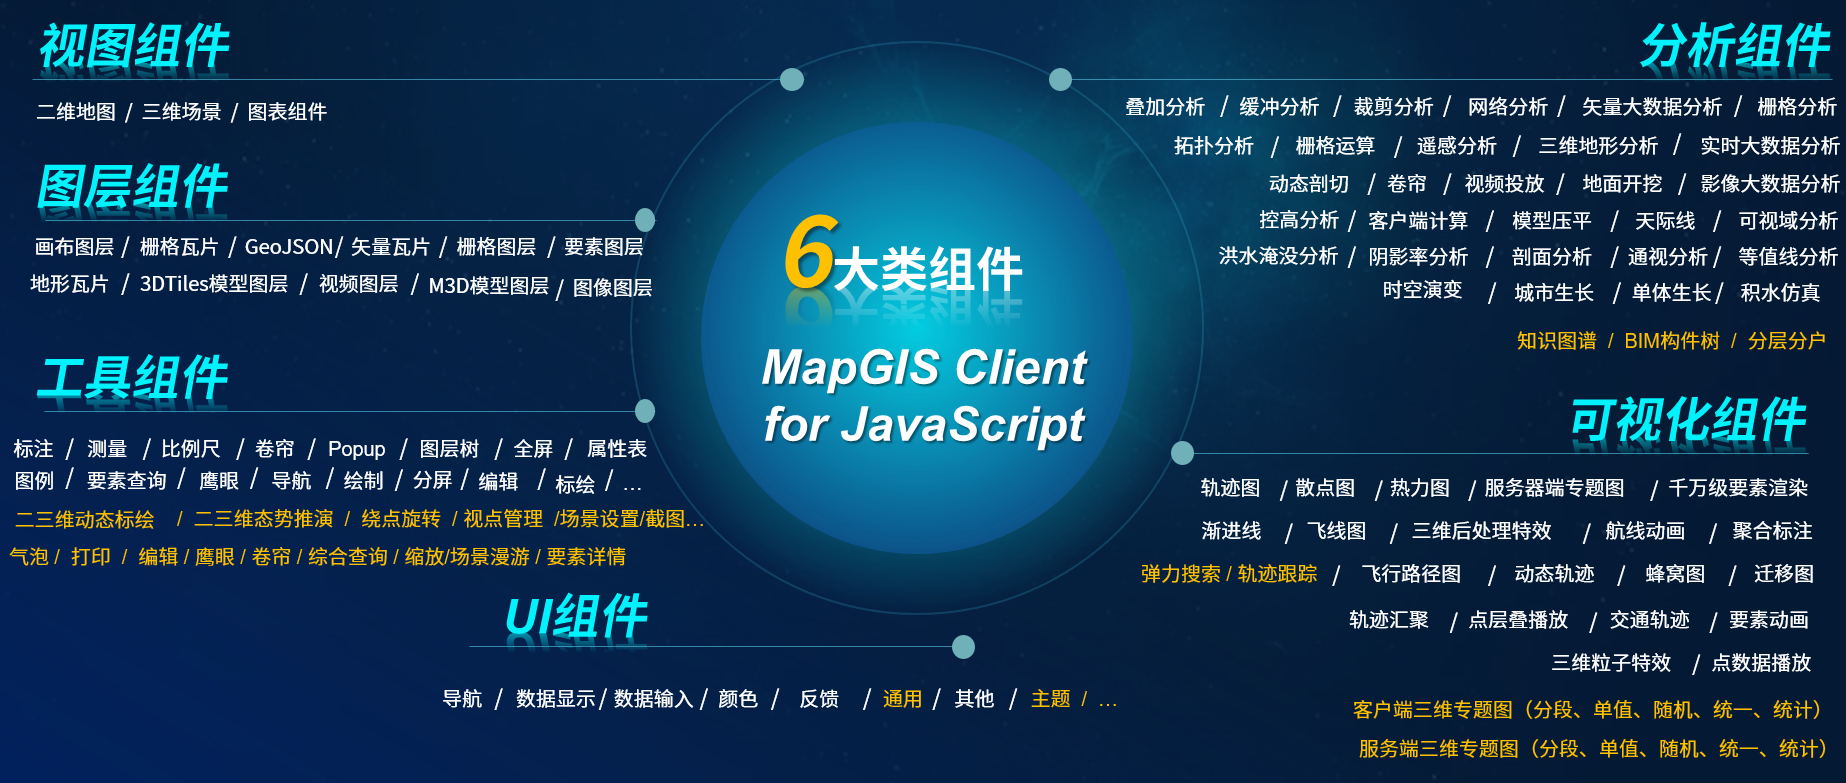 视图组件
二维地图 / 三维场景 / 图表组件
图层组件
画布图层 / 栅格瓦片 / GeoJSON / 矢量瓦片 / 栅格图层 / 要素图层
地形瓦片 / 3DTiles模型图层 / 视频图层 / M3D模型图层 / 图像图层
工具组件
标注 / 测量 / 比例尺 / 卷帘 / Popup / 图层树 / 全屏 / 属性表
图例 / 要素查询 / 鹰眼 / 导航 / 绘制 / 分屏 / 编辑 / 标绘 / ...
二三维动态标绘 / 二三维态势推演 / 绕点旋转 / 视点管理 /场景设置/截图...
气泡 / 打印 / 编辑 / 鹰眼 / 卷帘 / 综合查询 / 缩放/场景漫游 / 要素详情
UI组件
导航 / 数据显示 / 数据输入 / 颜色 / 反馈 / 通用 / 其他 / 主题 / ...
6大类组件
MapGIS Client
for JavaScript
分析组件
叠加分析 / 缓冲分析 / 裁剪分析 / 网络分析 / 矢量大数据分析 / 栅格分析
拓扑分析 / 栅格运算 / 遥感分析 / 三维地形分析 / 实时大数据分析
动态剖切 / 卷帘 / 视频投放 / 地面开挖 / 影像大数据分析
控高分析 / 客户端计算 / 模型压平 / 天际线 / 可视域分析
洪水淹没分析 / 阴影率分析 / 剖面分析 / 通视分析 / 等值线分析
时空演变 / 城市生长 / 单体生长 / 积水仿真
知识图谱 / BIM构件树 / 分层分户
可视化组件
轨迹图 / 散点图 / 热力图 / 服务器端专题图 / 千万级要素渲染
渐进线 / 飞线图 / 三维后处理特效 / 航线动画 / 聚合标注
弹力搜索 / 轨迹跟踪 / 飞行路径图 / 动态轨迹 / 蜂窝图 / 迁移图
轨迹汇聚 / 点层叠播放 / 交通轨迹 / 要素动画
三维粒子特效 / 点数据播放
客户端三维专题图（分段、单值、随机、统一、统计）
服务端三维专题图（分段、单值、随机、统一、统计）